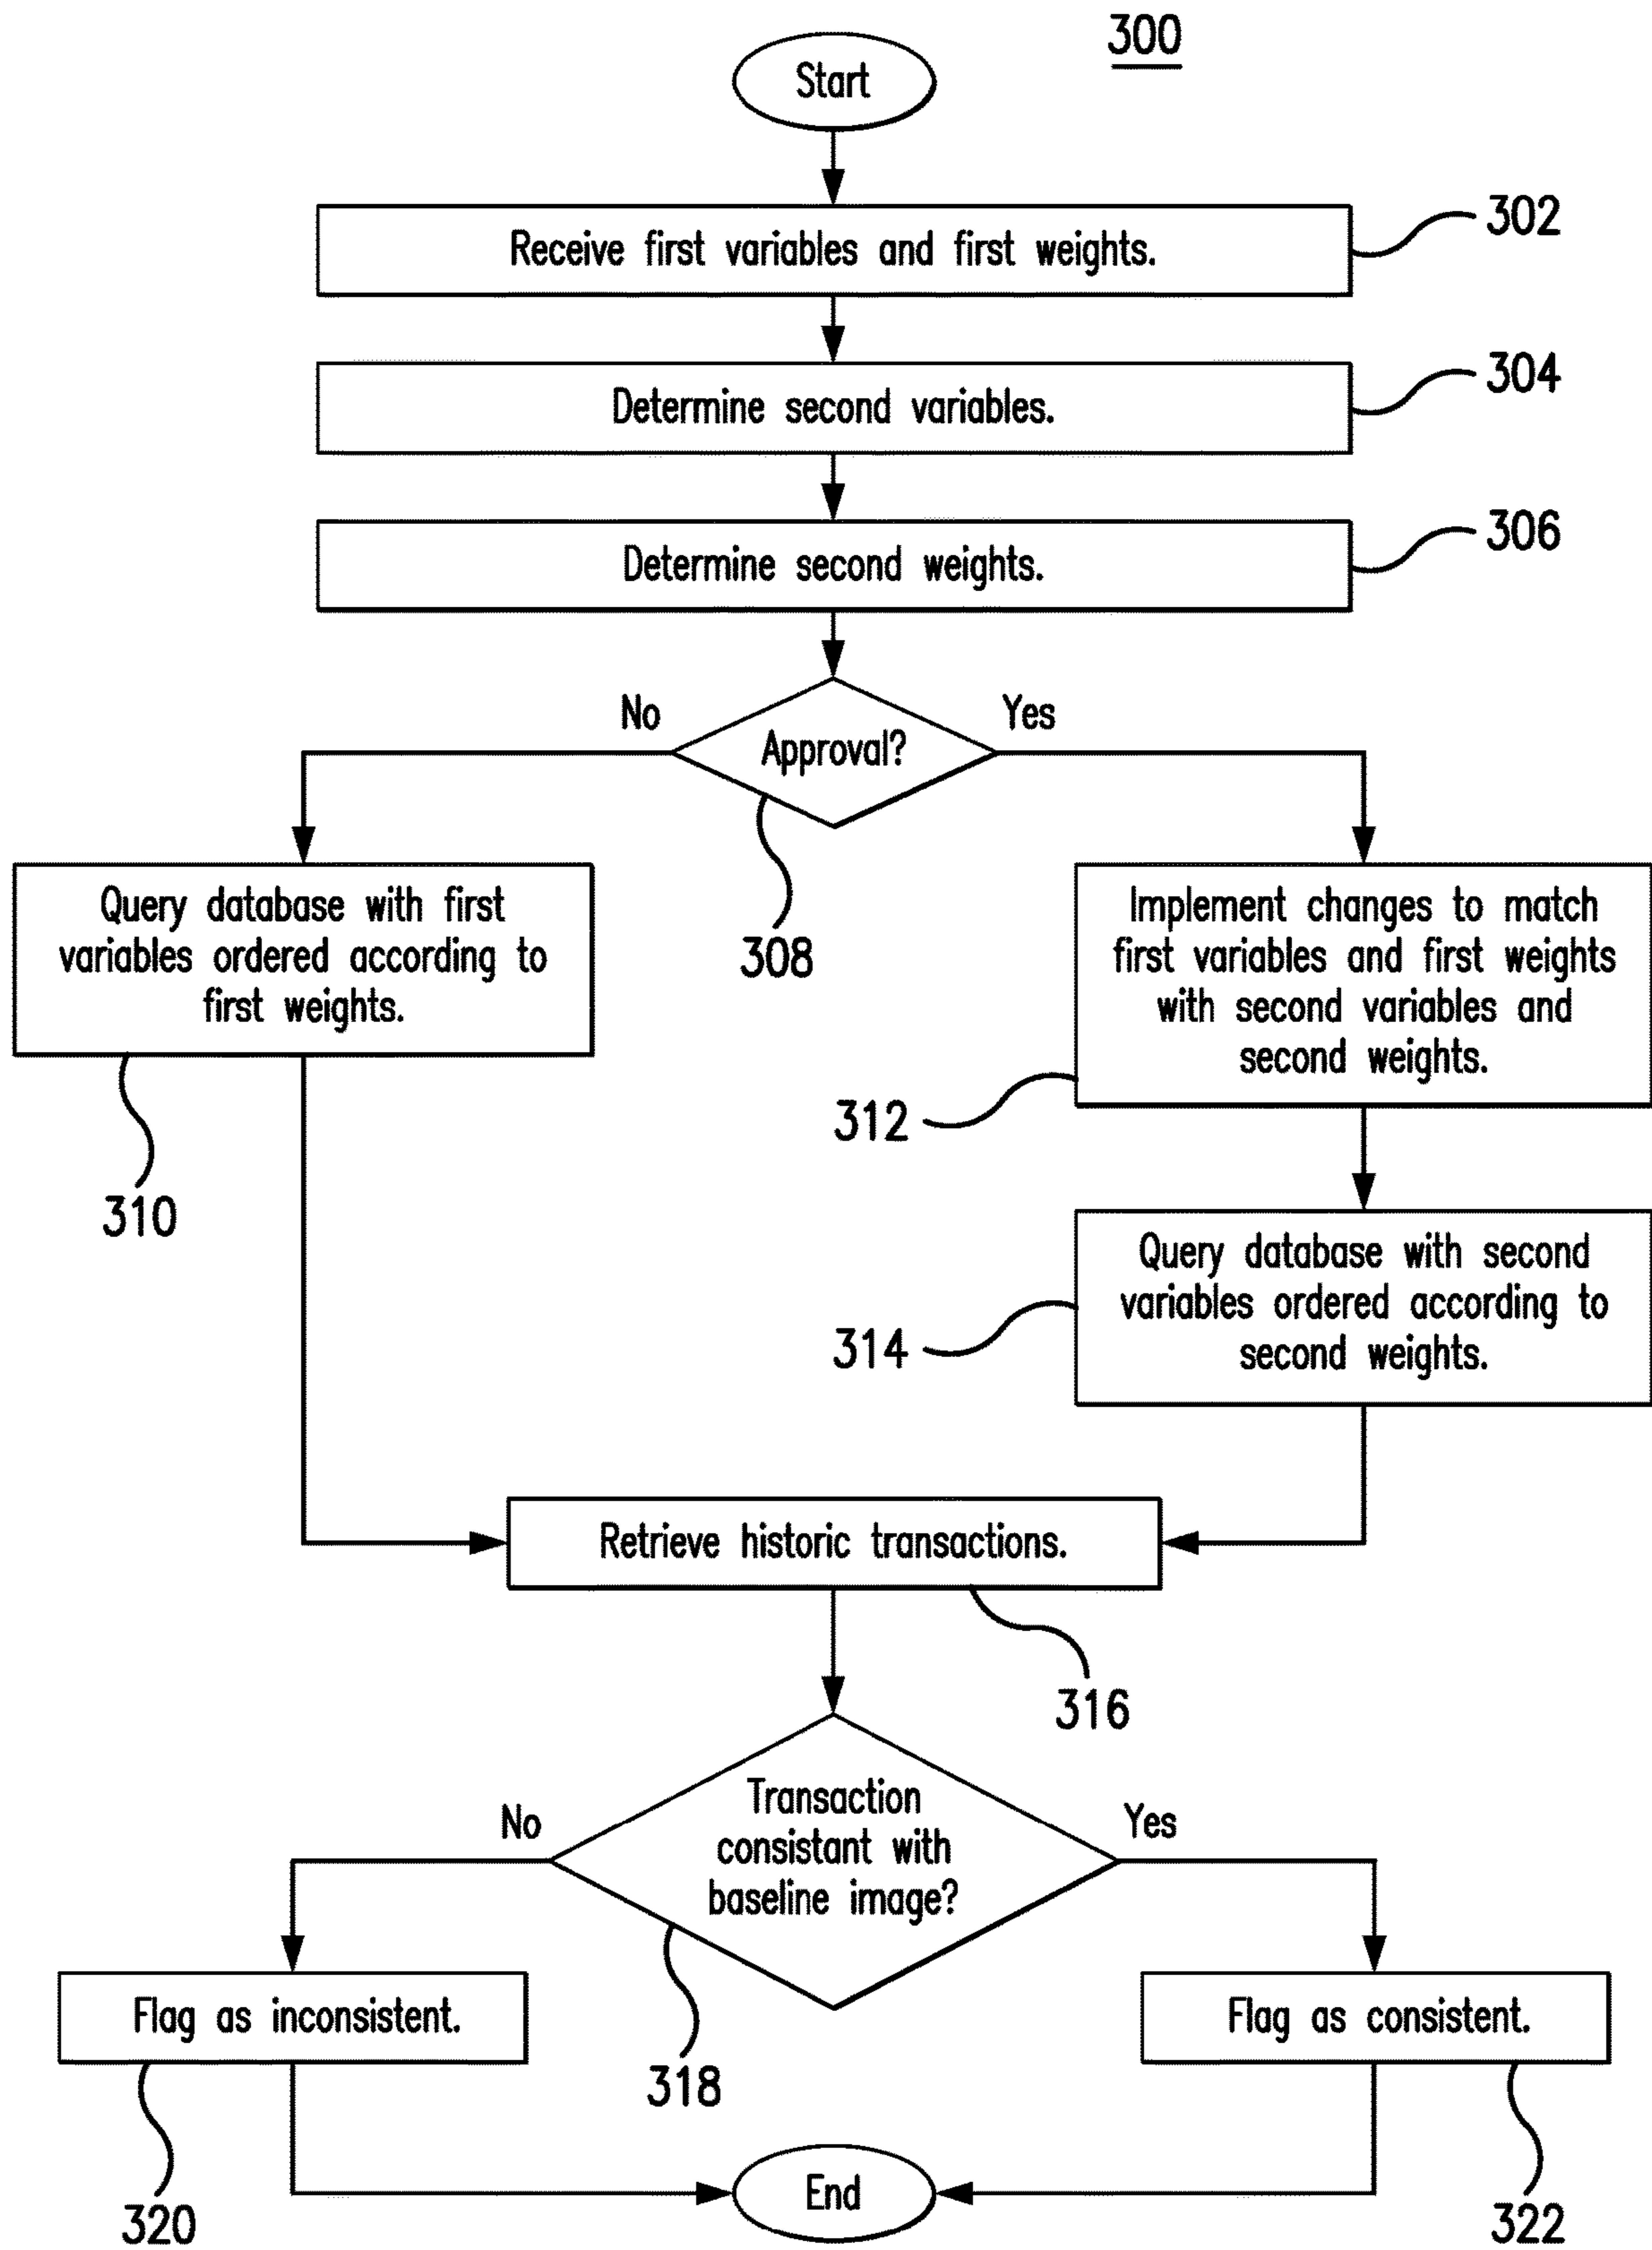 300
Start
Receive first variables and first weights.
302
Determine second variables.
304
Determine second weights.
306
No
Yes
Approval?
308
Query database with first
variables ordered according to
first weights.
310
Implement changes to match
first variables and first weights
with second variables and
second weights.
312
Query database with second
variables ordered according to
second weights.
314
Retrieve historic transactions.
316
No
Yes
Transaction
consistant with
baseline image?
318
Flag as inconsistent.
320
Flag as consistent.
322
End